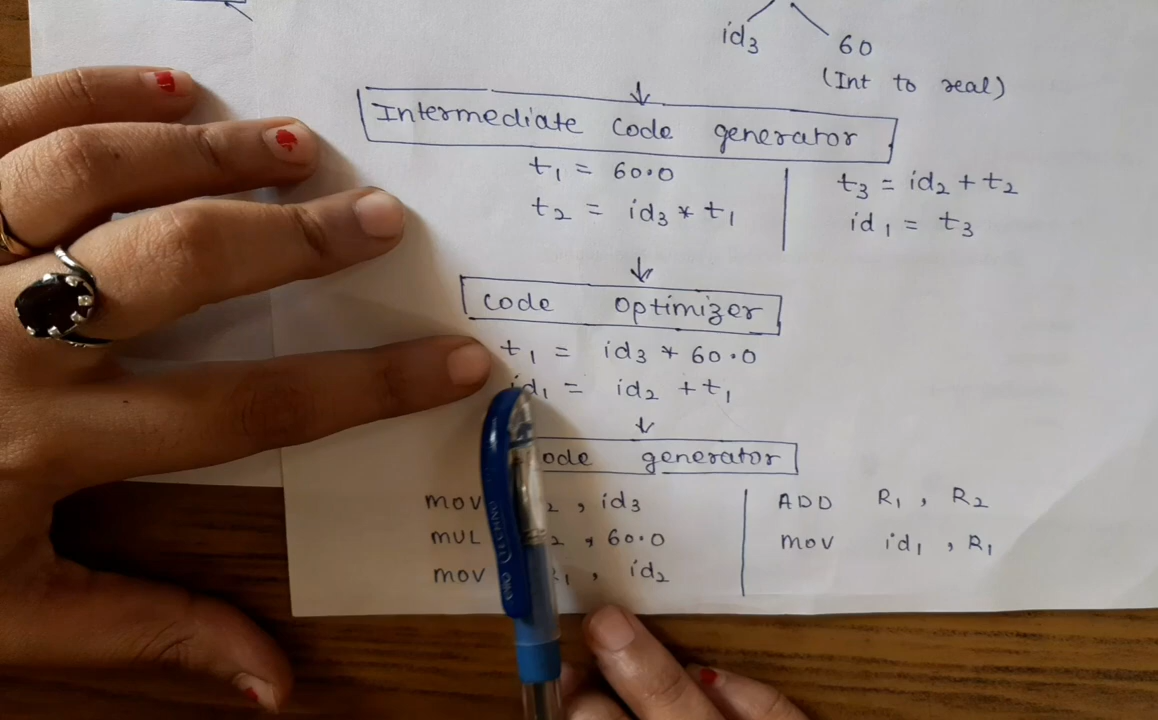 id₃ 60
(Int to real)
↓
Intermediate code generator
t₁ = 60.0
t₂ = id₃ * t₁
t₃ = id₂ + t₂
id₁ = t₃
↓
code optimizer
t₁ = id₃ * 60.0
id₁ = id₂ + t₁
↓
generator
MOV , id₃
MUL , 60.0
MOV , id₂
ADD R₁ , R₂
MOV id₁ , R₁